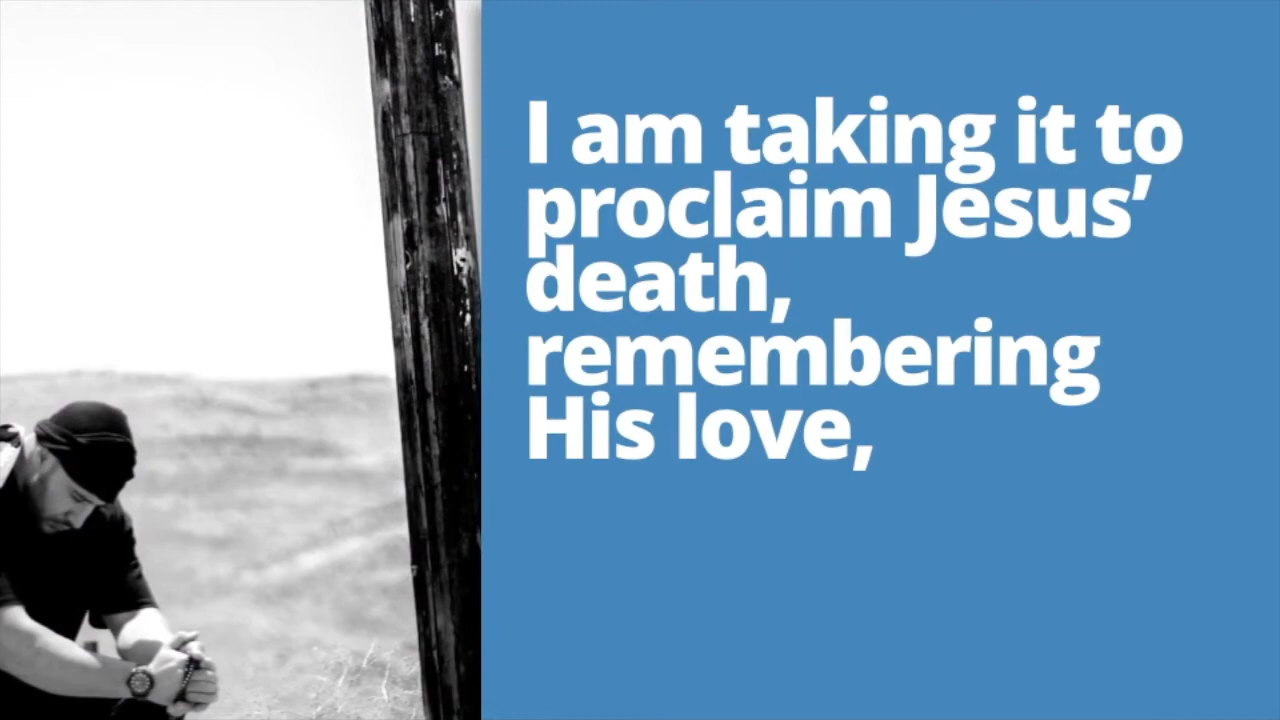 I am taking it to
proclaim Jesus’
death,
remembering
His love,